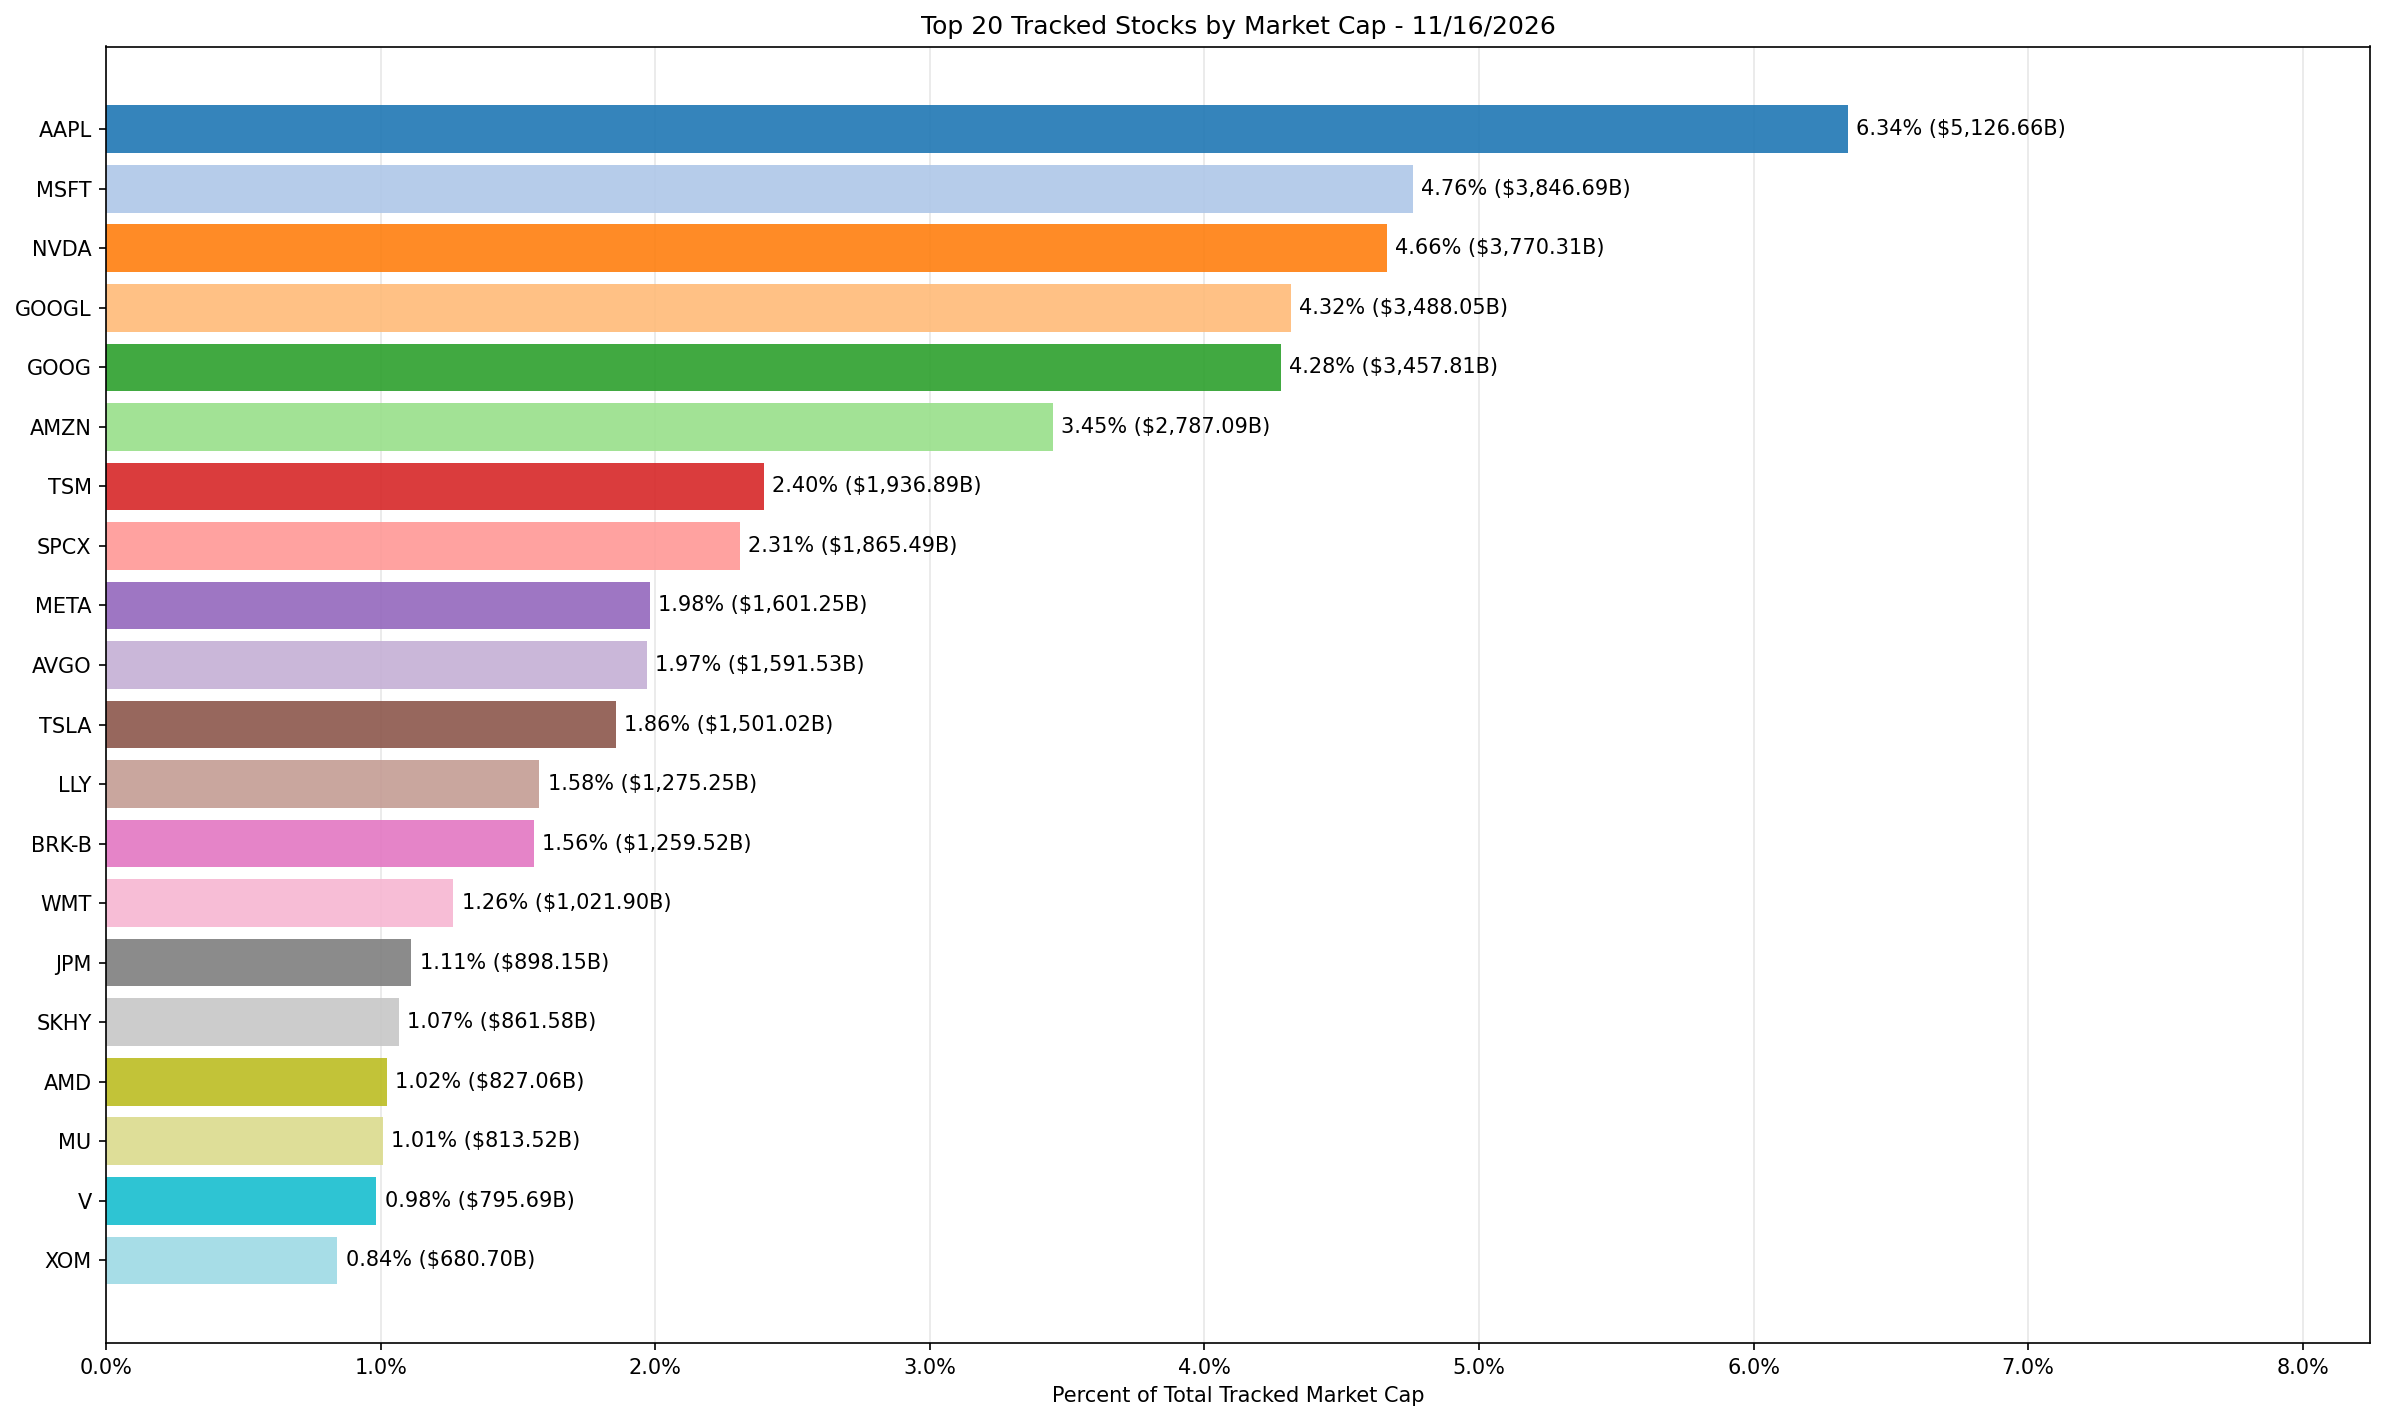 Top 20 Tracked Stocks by Market Cap - 11/16/2026
AAPL 6.34% ($5,126.66B)
MSFT 4.76% ($3,846.69B)
NVDA 4.66% ($3,770.31B)
GOOGL 4.32% ($3,488.05B)
GOOG 4.28% ($3,457.81B)
AMZN 3.45% ($2,787.09B)
TSM 2.40% ($1,936.89B)
SPCX 2.31% ($1,865.49B)
META 1.98% ($1,601.25B)
AVGO 1.97% ($1,591.53B)
TSLA 1.86% ($1,501.02B)
LLY 1.58% ($1,275.25B)
BRK-B 1.56% ($1,259.52B)
WMT 1.26% ($1,021.90B)
JPM 1.11% ($898.15B)
SKHY 1.07% ($861.58B)
AMD 1.02% ($827.06B)
MU 1.01% ($813.52B)
V 0.98% ($795.69B)
XOM 0.84% ($680.70B)
0.0% 1.0% 2.0% 3.0% 4.0% 5.0% 6.0% 7.0% 8.0%
Percent of Total Tracked Market Cap